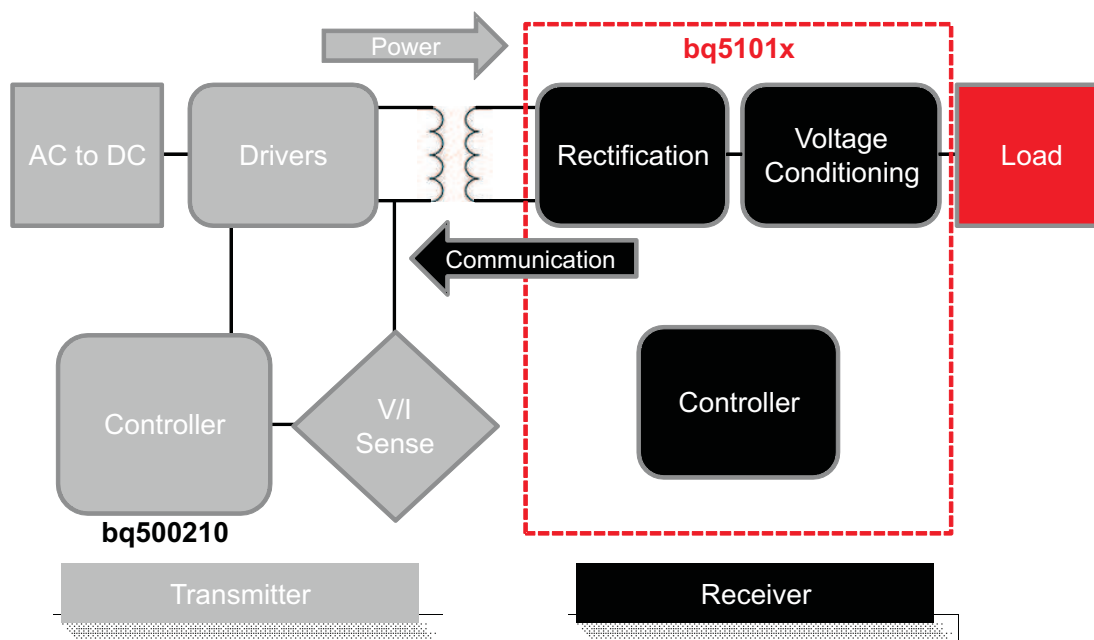 Power
bq5101x
AC to DC
Drivers
Rectification
Voltage
Conditioning
Load
Communication
Controller
V/I
Sense
Controller
bq500210
Transmitter
Receiver